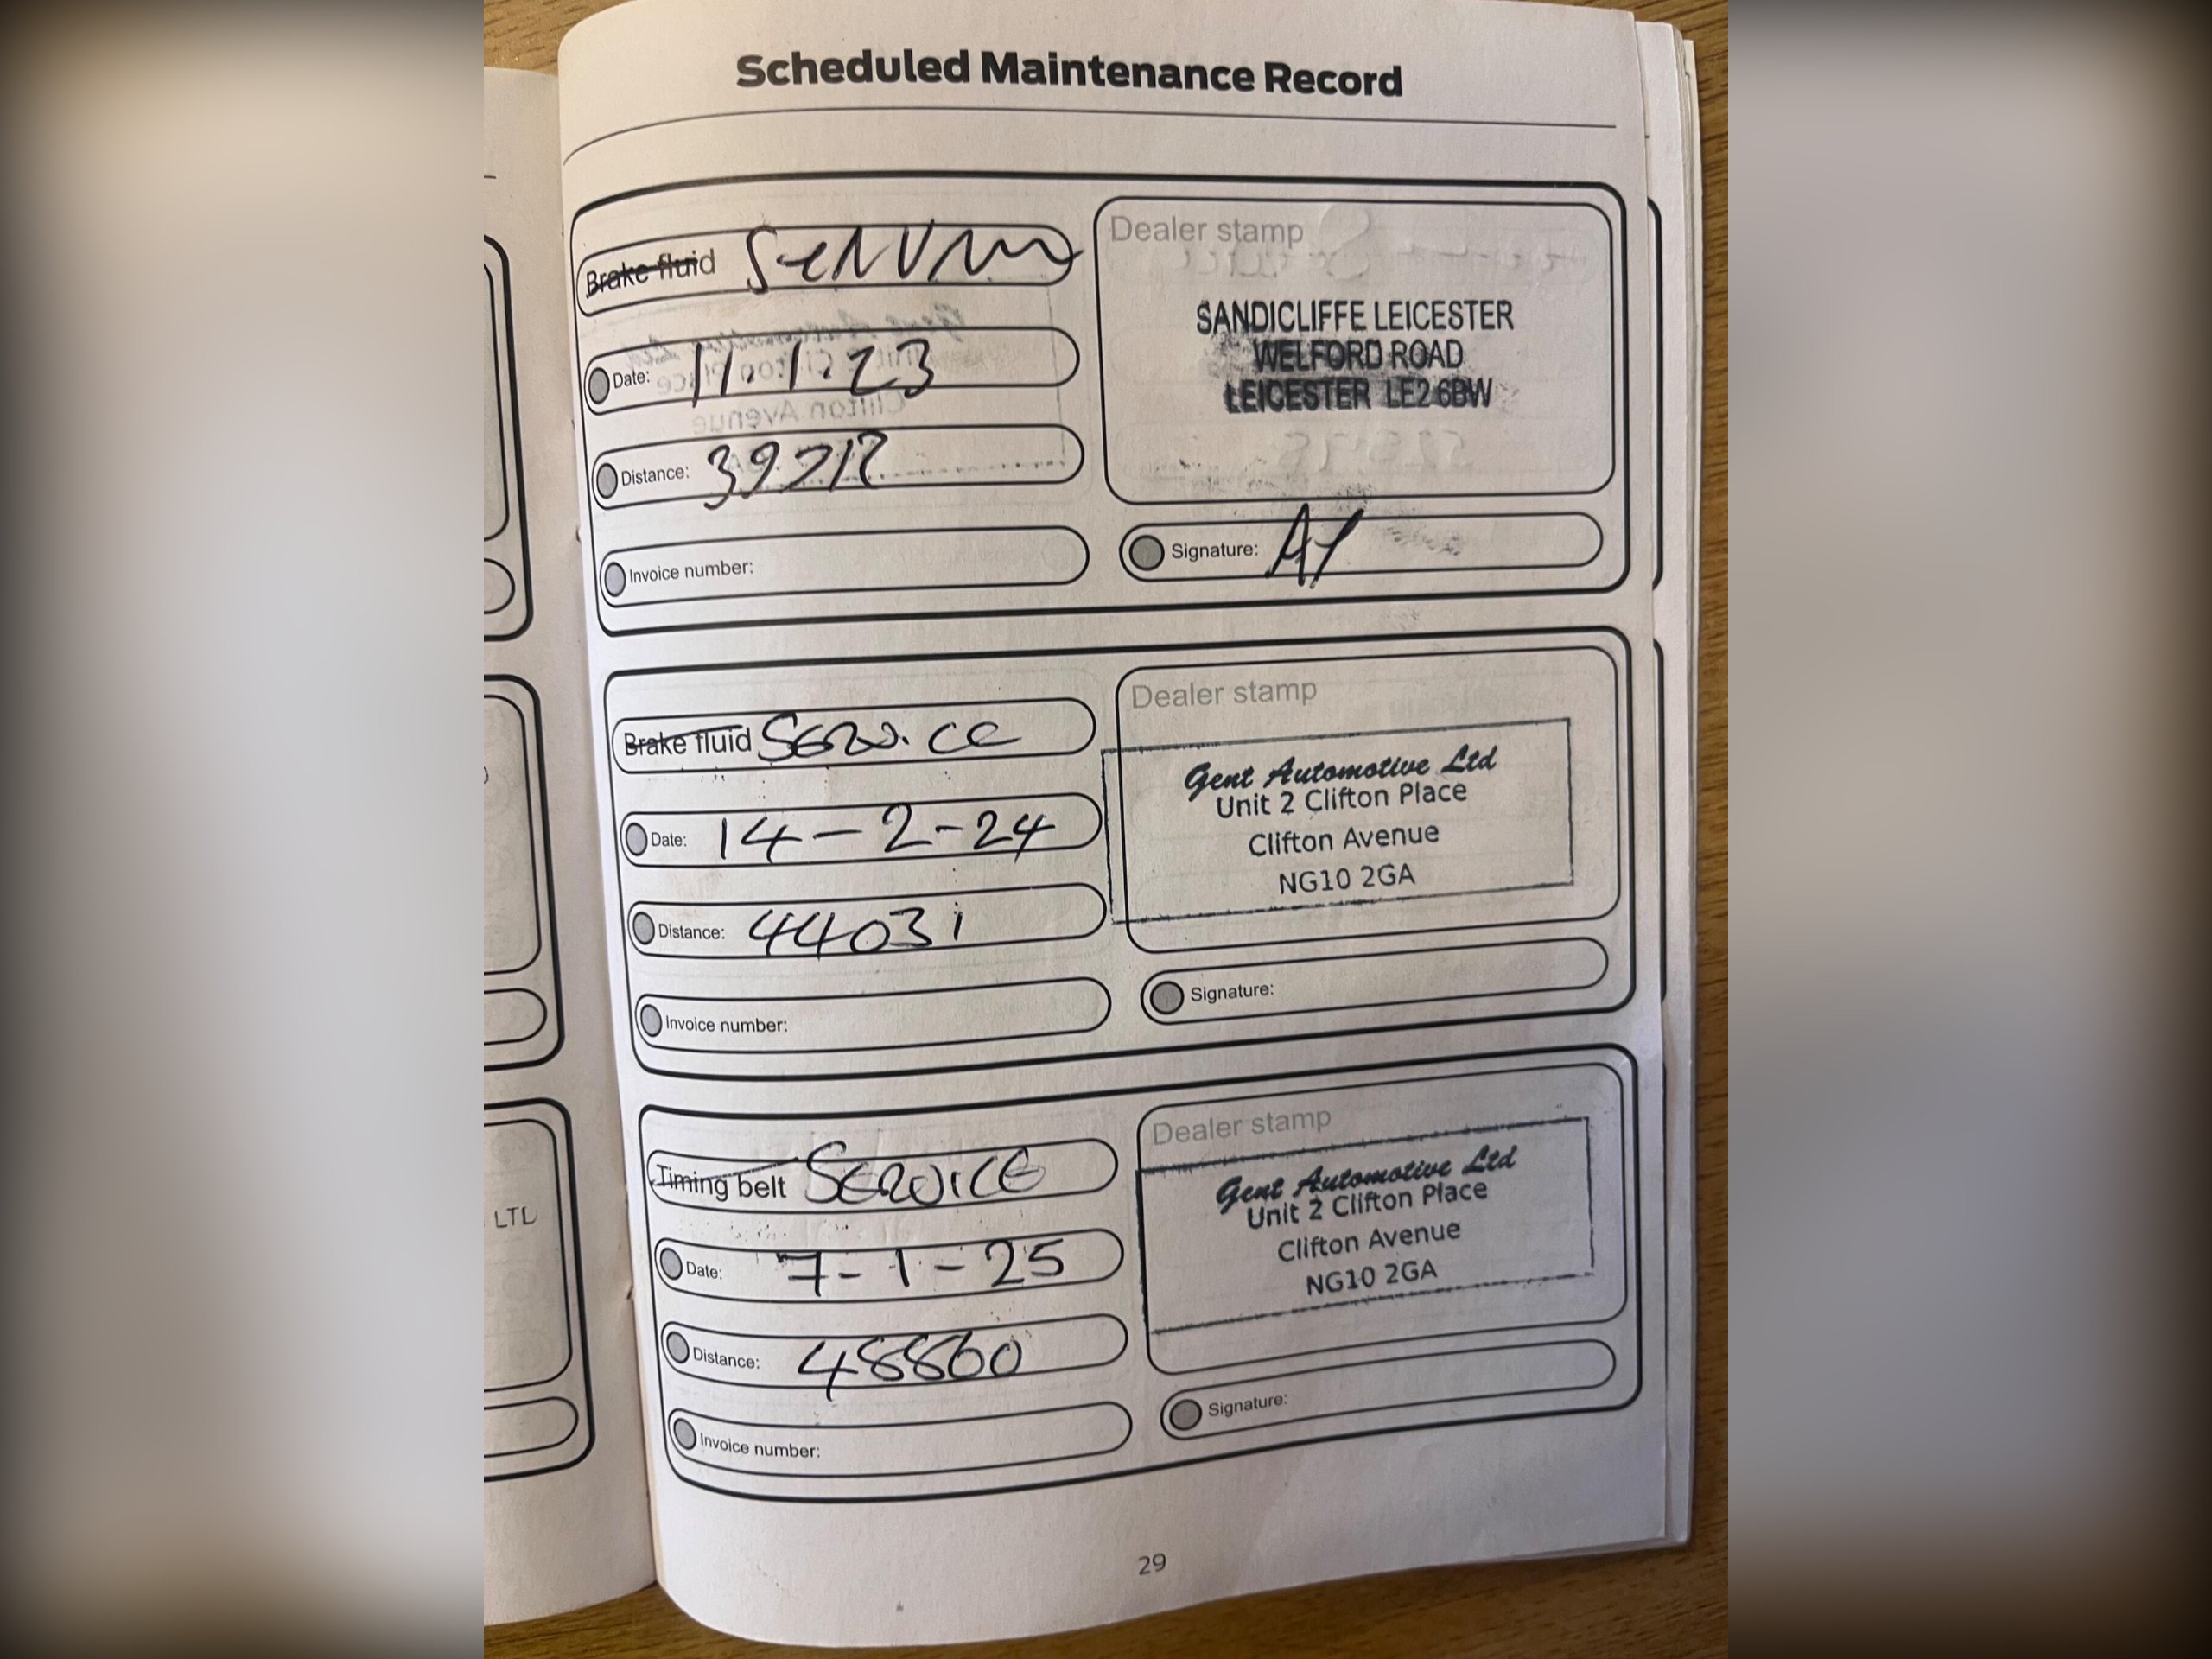 Scheduled Maintenance Record
Brake fluid
Dealer stamp
SANDICLIFFE LEICESTER
WELFORD ROAD
LEICESTER LE2 6BW
Date: 11.1.23
Distance:
Invoice number:
Signature:
Brake fluid Service
Dealer stamp
Gent Automotive Ltd
Unit 2 Clifton Place
Clifton Avenue
NG10 2GA
Date: 14-2-24
Distance: 44031
Invoice number:
Signature:
Timing belt SERVICE
Dealer stamp
Gent Automotive Ltd
Unit 2 Clifton Place
Clifton Avenue
NG10 2GA
Date: 7-1-25
Distance: 48860
Invoice number:
Signature:
LTD
29